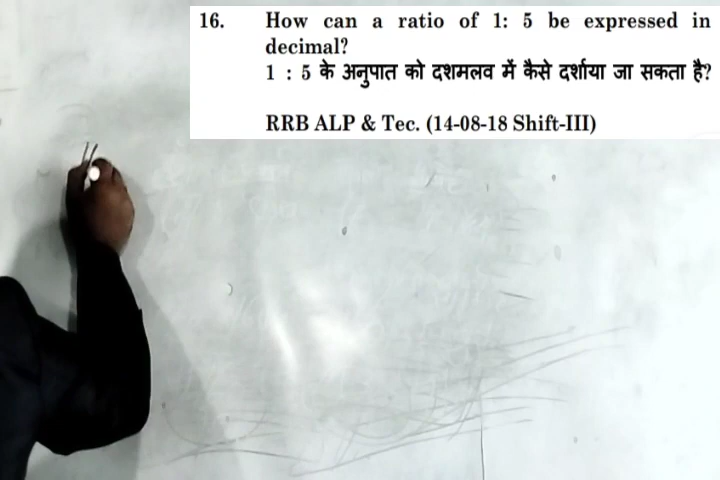 16. How can a ratio of 1: 5 be expressed in
decimal?
1 : 5 के अनुपात को दशमलव में कैसे दर्शाया जा सकता है?
RRB ALP & Tec. (14-08-18 Shift-III)